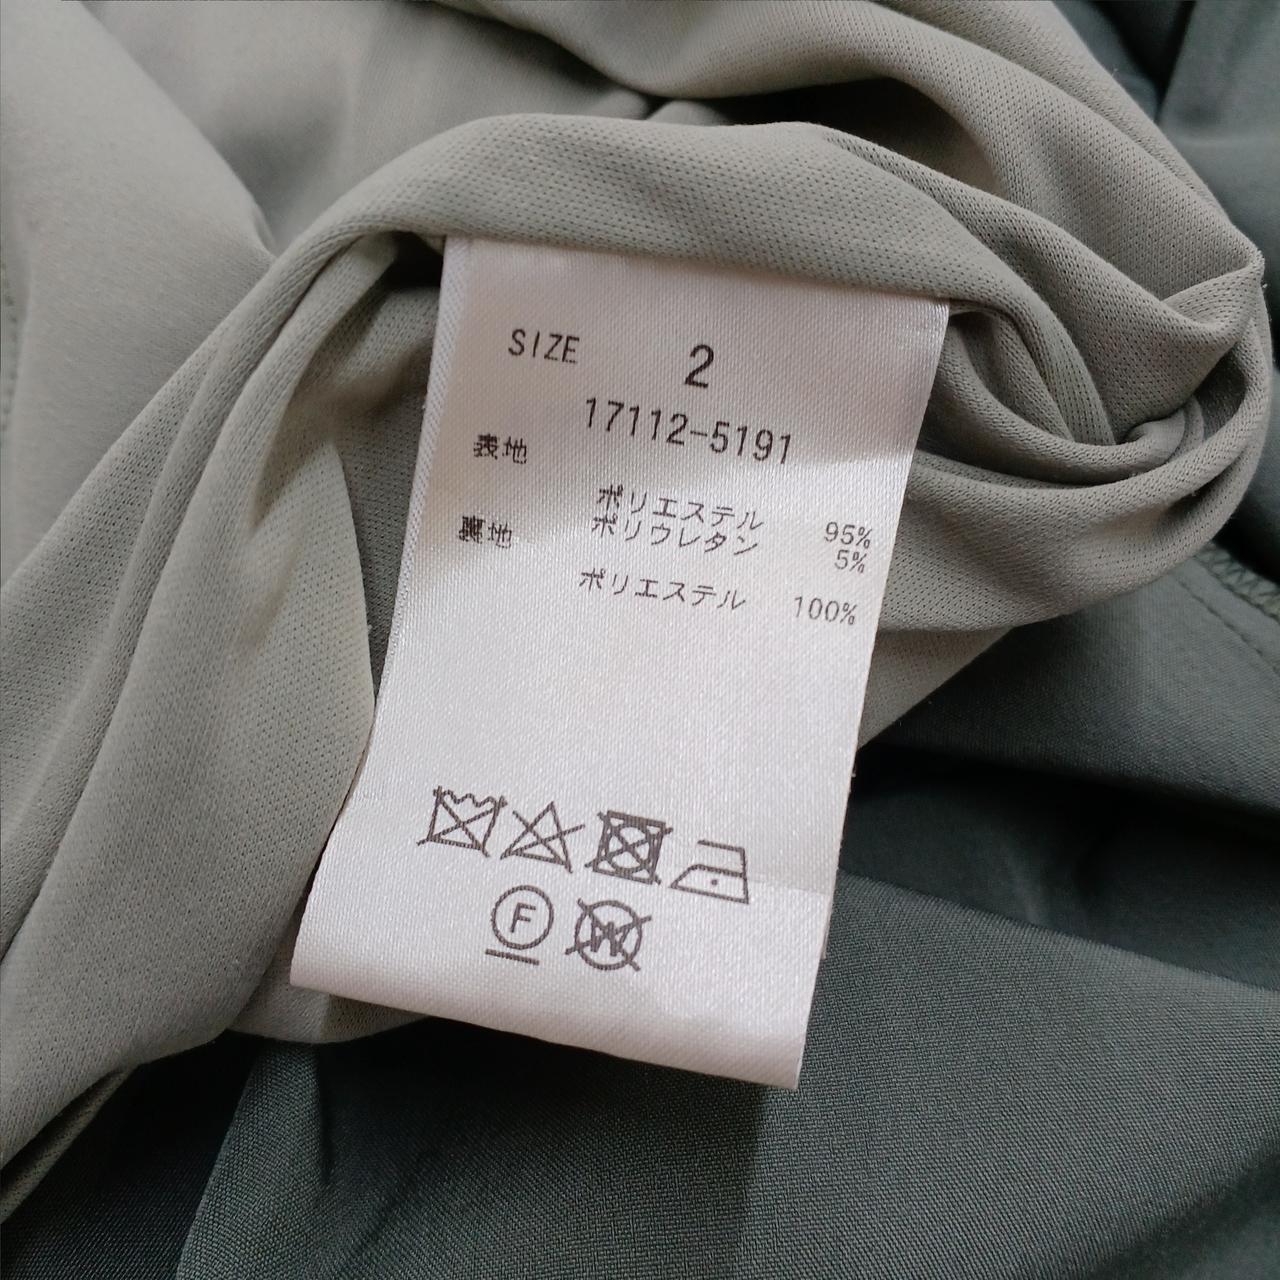 SIZE 2
17112-5191
表地
ポリエステル 95%
ポリウレタン 5%
裏地
ポリエステル 100%
F
W